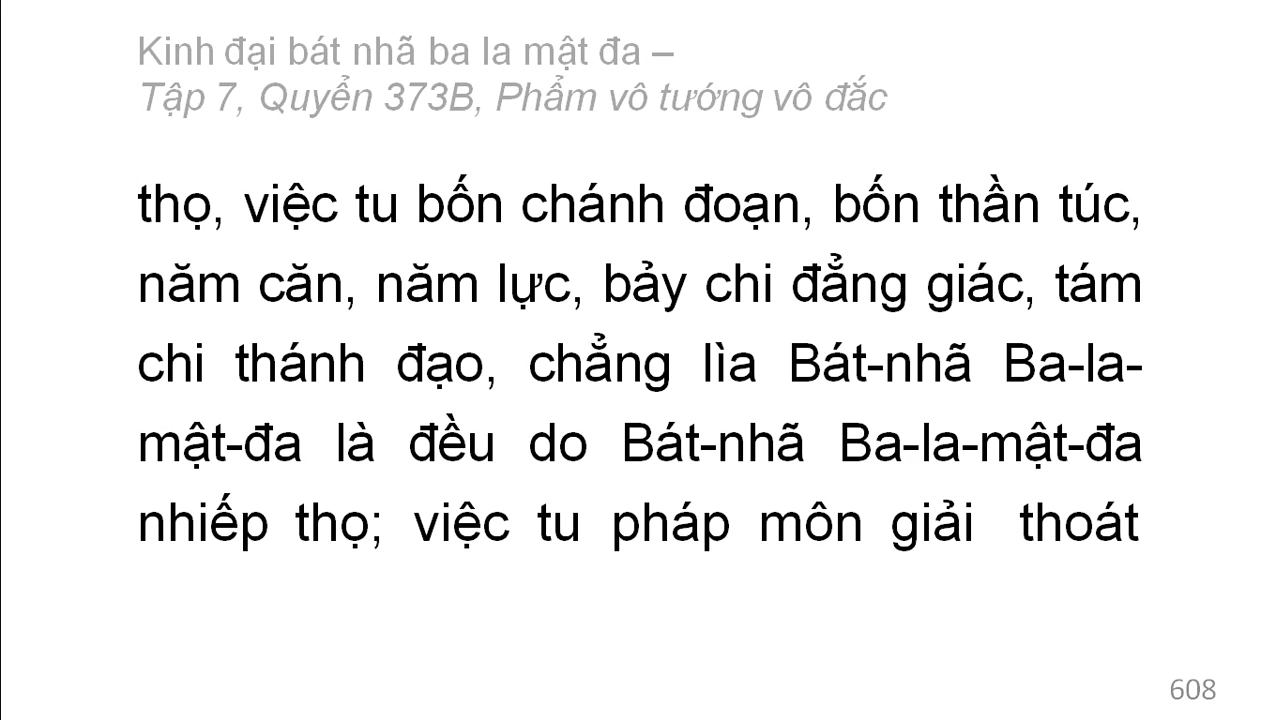 Kinh đại bát nhã ba la mật đa –
Tập 7, Quyển 373B, Phẩm vô tướng vô đắc
thọ, việc tu bốn chánh đoạn, bốn thần túc,
năm căn, năm lực, bảy chi đẳng giác, tám
chi thánh đạo, chẳng lìa Bát-nhã Ba-la-
mật-đa là đều do Bát-nhã Ba-la-mật-đa
nhiếp thọ; việc tu pháp môn giải thoát
608